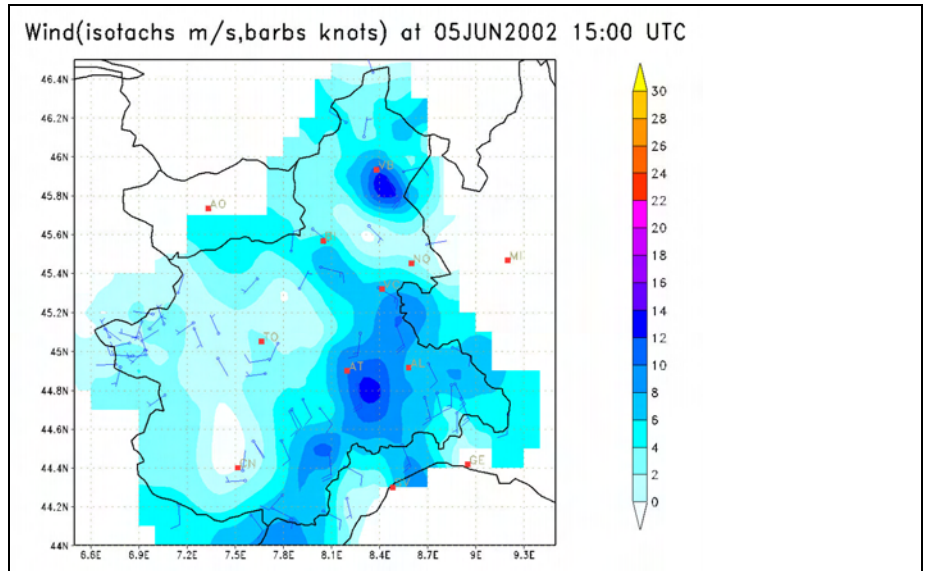 Wind(isotachs m/s,barbs knots) at 05JUN2002 15:00 UTC
46.4N
46.2N
46N
45.8N
45.6N
45.4N
45.2N
45N
44.8N
44.6N
44.4N
44.2N
44N
6.6E 6.9E 7.2E 7.5E 7.8E 8.1E 8.4E 8.7E 9E 9.3E
VB
AO
NO
MI
TO
AT
AL
CN
GE
30
28
26
24
22
20
18
16
14
12
10
8
6
4
2
0